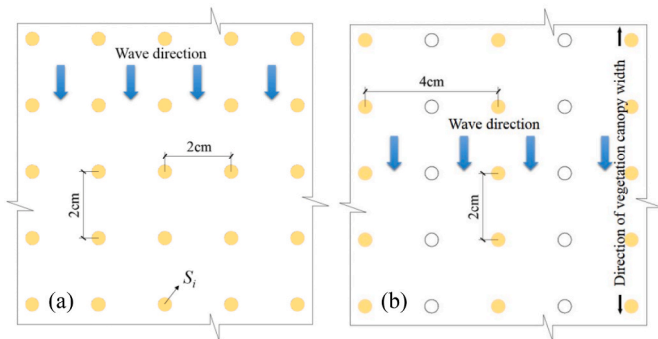 Wave direction
2cm
2cm
S_i
(a)
4cm
Wave direction
2cm
(b)
Direction of vegetation canopy width